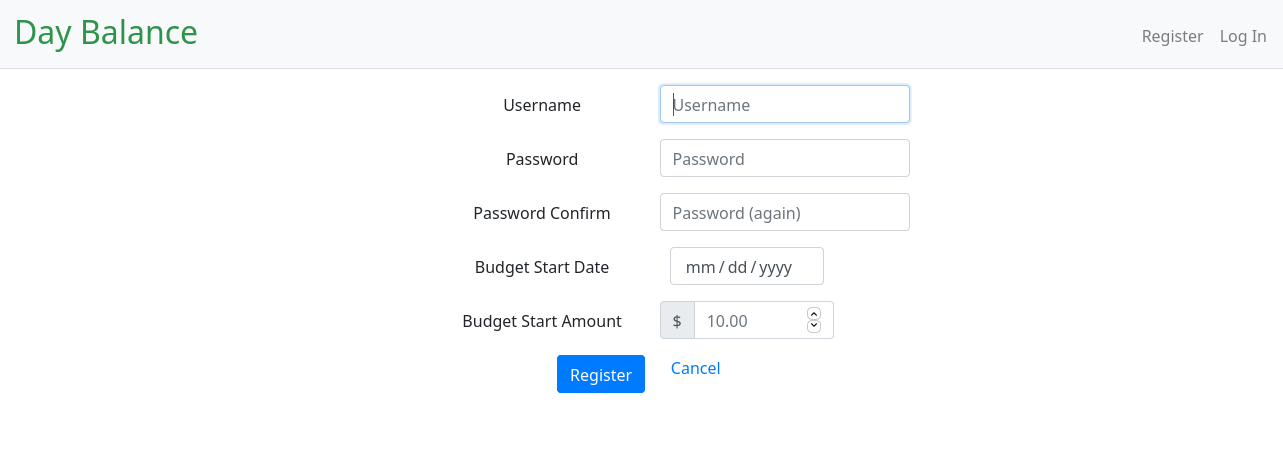 Day Balance
Register Log In
Username Username
Password Password
Password Confirm Password (again)
Budget Start Date mm/dd/yyyy
Budget Start Amount $ 10.00
Register Cancel